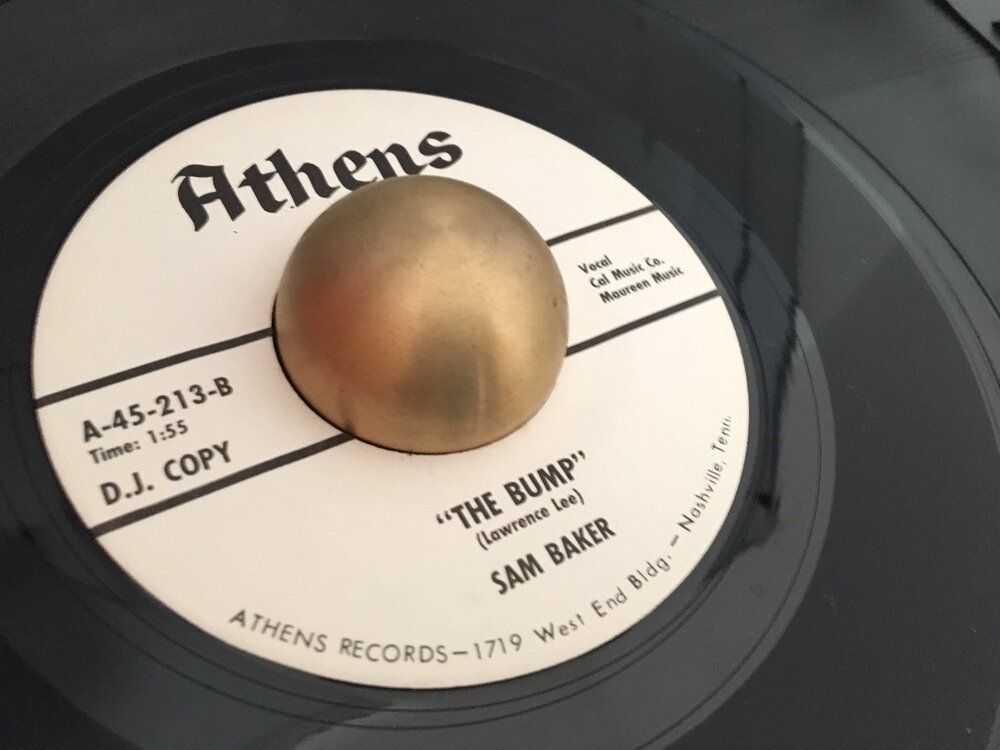 Athens
Vocal
Cal Music Co.
Maureen Music
A-45-213-B
Time: 1:55
D.J. COPY
“THE BUMP”
(Lawrence Lee)
SAM BAKER
ATHENS RECORDS—1719 West End Bldg. – Nashville, Tenn.